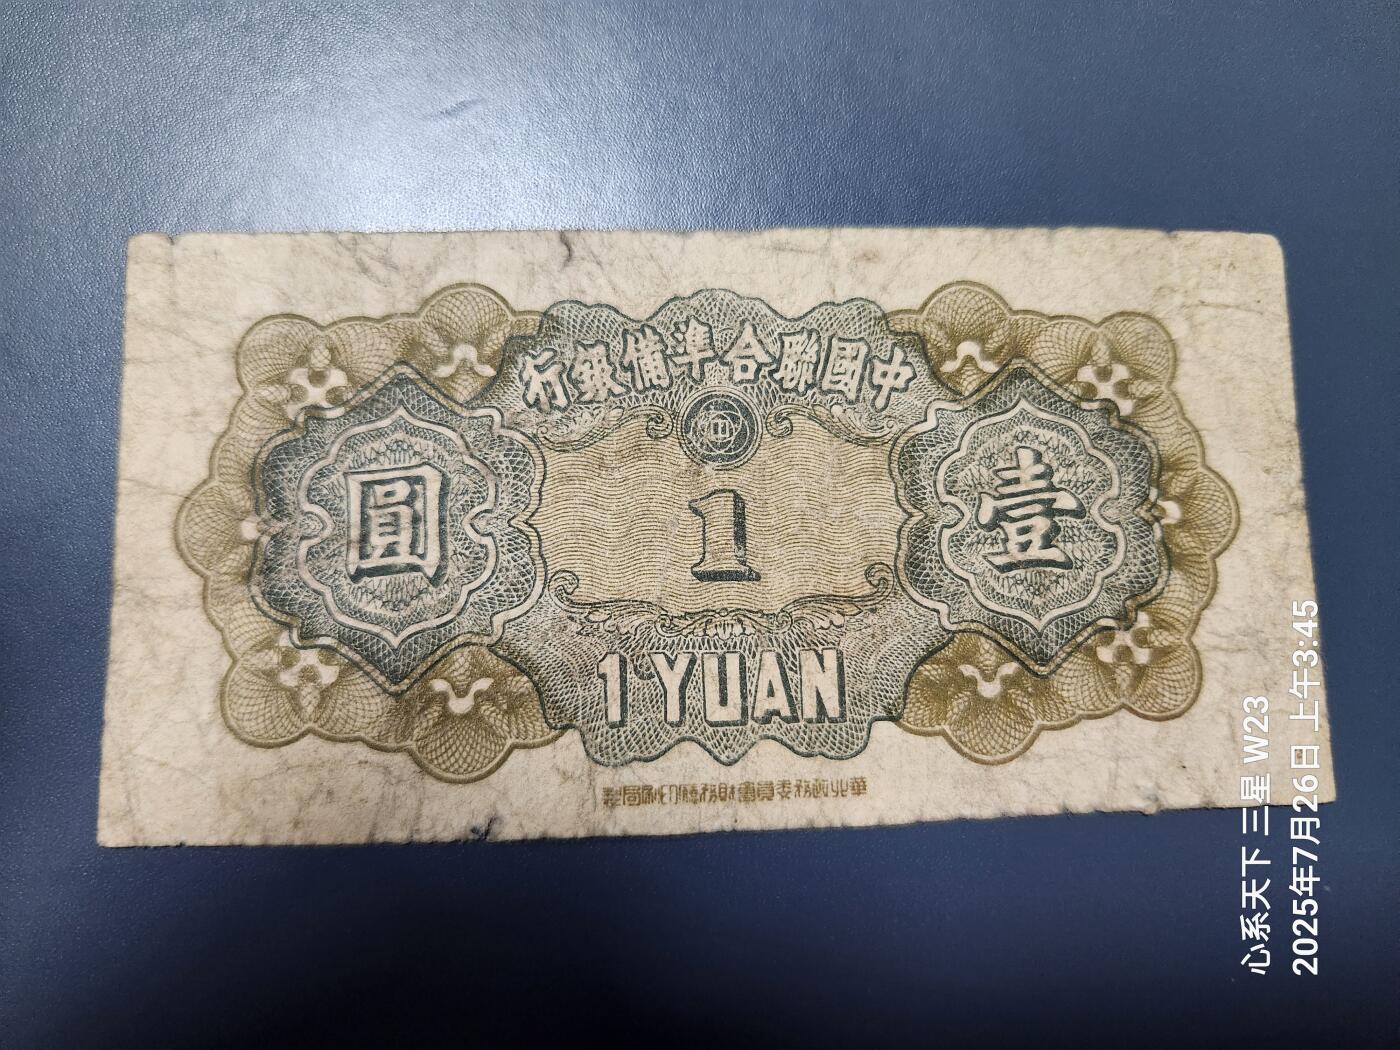 中國聯合準備銀行
壹
圓
1
1 YUAN
華北政務委員會財務廳印刷局製
心系天下 三星 W23
2025年7月26日 上午3:45